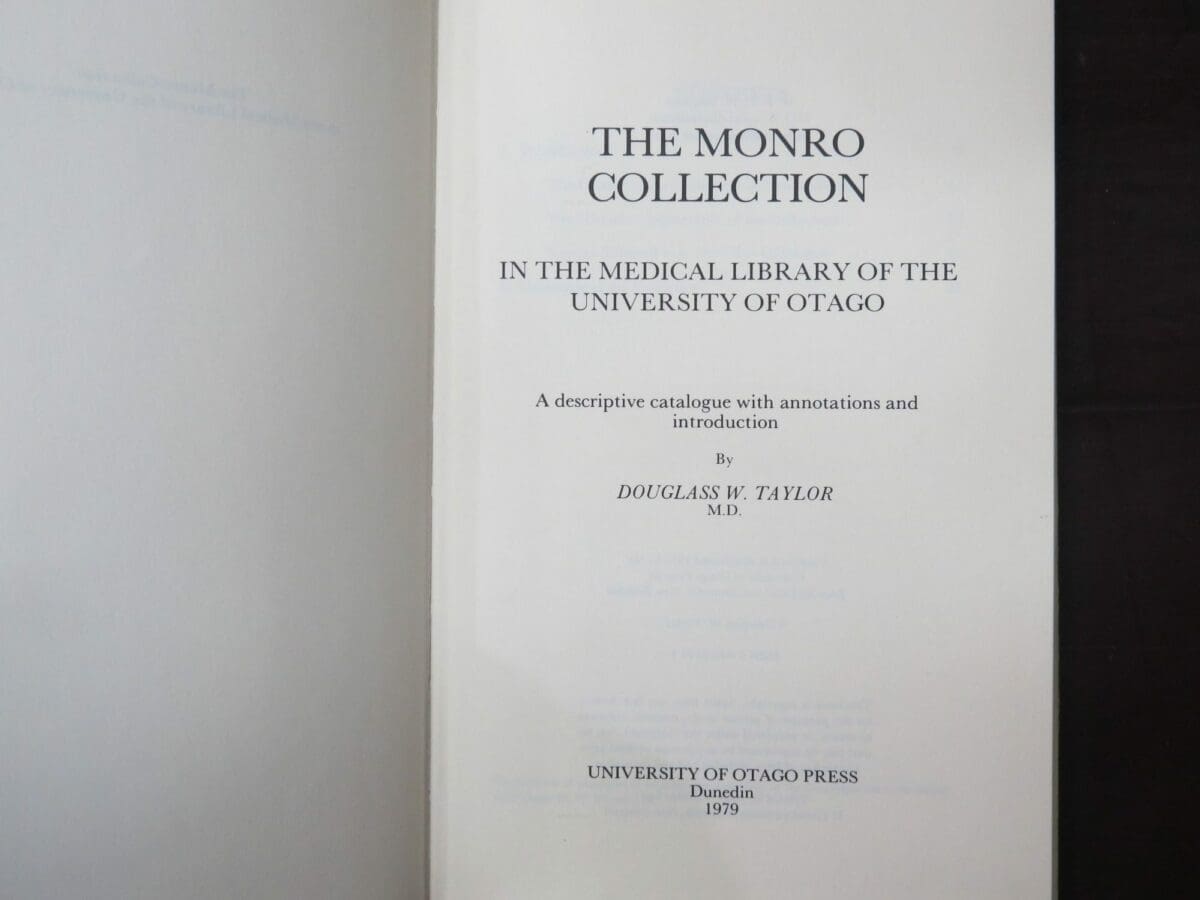 THE MONRO
COLLECTION
IN THE MEDICAL LIBRARY OF THE
UNIVERSITY OF OTAGO
A descriptive catalogue with annotations and
introduction
By
DOUGLASS W. TAYLOR
M.D.
UNIVERSITY OF OTAGO PRESS
Dunedin
1979